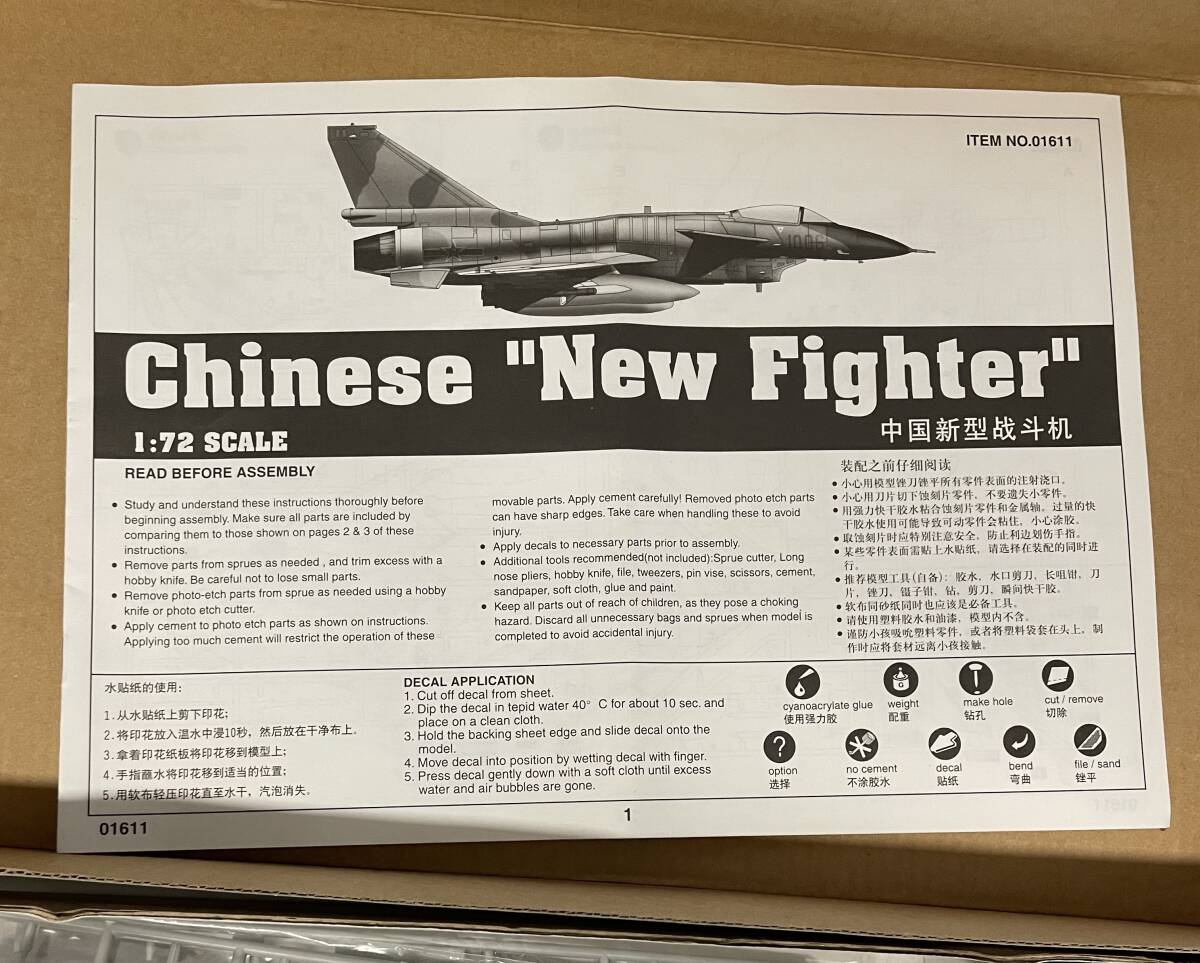 ITEM NO.01611
1006
Chinese "New Fighter"
1:72 SCALE
中国新型战斗机
READ BEFORE ASSEMBLY
● Study and understand these instructions thoroughly before
beginning assembly. Make sure all parts are included by
comparing them to those shown on pages 2 & 3 of these
instructions.
● Remove parts from sprues as needed , and trim excess with a
hobby knife. Be careful not to lose small parts.
● Remove photo-etch parts from sprue as needed using a hobby
knife or photo etch cutter.
● Apply cement to photo etch parts as shown on instructions.
Applying too much cement will restrict the operation of these
movable parts. Apply cement carefully! Removed photo etch parts
can have sharp edges. Take care when handling these to avoid
injury.
● Apply decals to necessary parts prior to assembly.
● Additional tools recommended(not included):Sprue cutter, Long
nose pliers, hobby knife, file, tweezers, pin vise, scissors, cement,
sandpaper, soft cloth, glue and paint.
● Keep all parts out of reach of children, as they pose a choking
hazard. Discard all unnecessary bags and sprues when model is
completed to avoid accidental injury.
装配之前仔细阅读
● 小心用模型锉刀锉平所有零件表面的注射浇口。
● 小心用刀片切下蚀刻片零件，不要遗失小零件。
● 用强力快干胶水粘合蚀刻片零件和金属轴。过量的快
干胶水使用可能导致可动零件会粘住，小心涂胶。
● 取蚀刻片时应特别注意安全，防止利边划伤手指。
● 某些零件表面需贴上水贴纸，请选择在装配的同时进
行。
● 推荐模型工具(自备)：胶水，水口剪刀，长咀钳，刀
片，锉刀，镊子钳，钻，剪刀，瞬间快干胶。
● 软布同砂纸同时也应该是必备工具。
● 请使用塑料胶水和油漆，模型内不含。
● 谨防小孩吸吮塑料零件，或者将塑料袋套在头上，制
作时应将套材远离小孩接触。
水贴纸的使用：
1.从水贴纸上剪下印花；
2.将印花放入温水中浸10秒，然后放在干净布上。
3.拿着印花纸板将印花移到模型上；
4.手指蘸水将印花移到适当的位置；
5.用软布轻压印花直至水干，汽泡消失。
DECAL APPLICATION
1. Cut off decal from sheet.
2. Dip the decal in tepid water 40° C for about 10 sec. and
place on a clean cloth.
3. Hold the backing sheet edge and slide decal onto the
model.
4. Move decal into position by wetting decal with finger.
5. Press decal gently down with a soft cloth until excess
water and air bubbles are gone.
G
cyanoacrylate glue weight make hole cut / remove
使用强力胶 配重 钻孔 切除
?
option no cement decal bend file / sand
选择 不涂胶水 贴纸 弯曲 锉平
01611
1